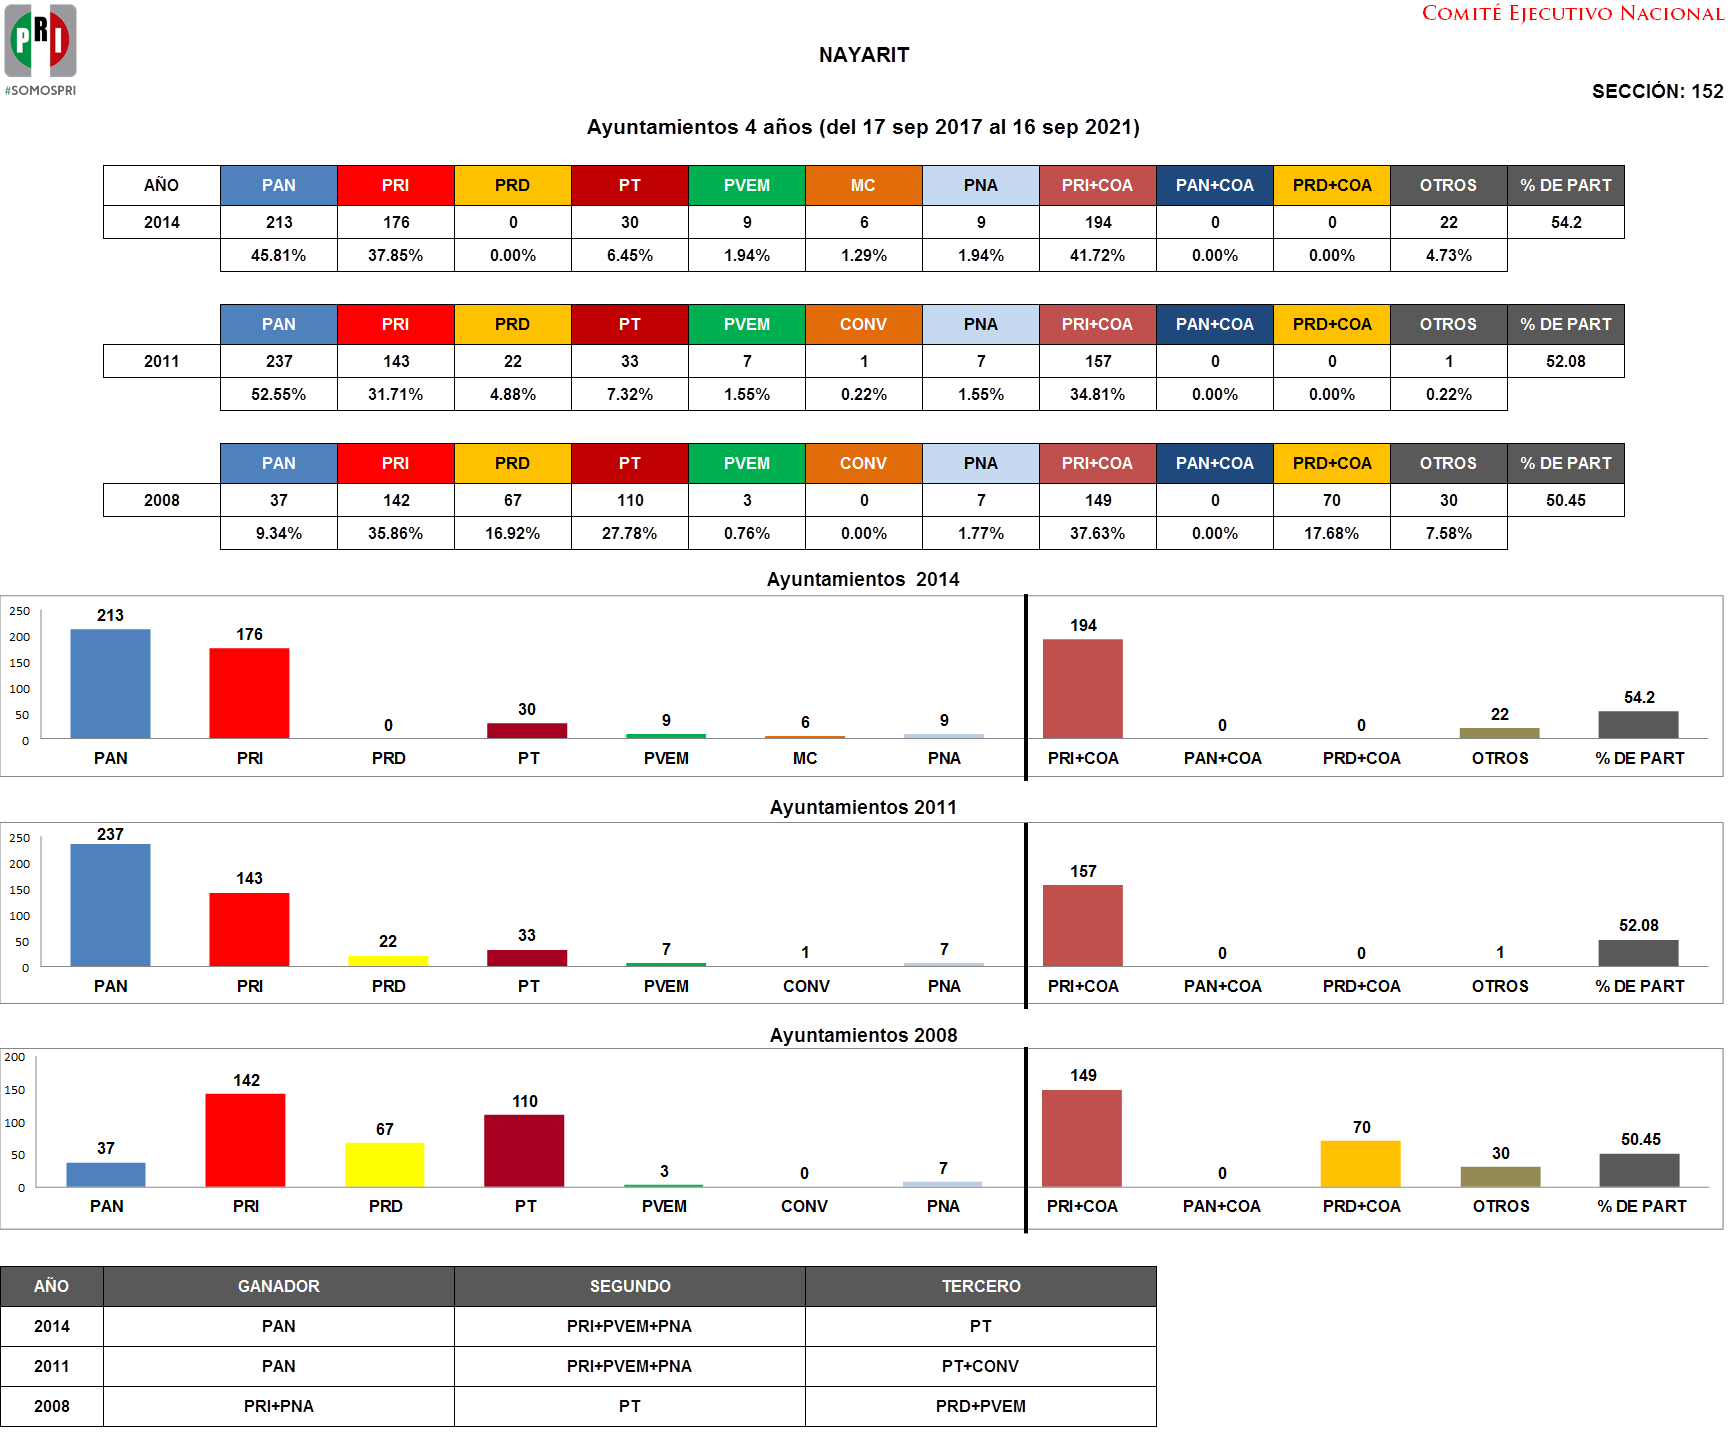 PRI
#SOMOSPRI
COMITÉ EJECUTIVO NACIONAL
NAYARIT
SECCIÓN: 152
Ayuntamientos 4 años (del 17 sep 2017 al 16 sep 2021)
AÑO PAN PRI PRD PT PVEM MC PNA PRI+COA PAN+COA PRD+COA OTROS % DE PART
2014 213 176 0 30 9 6 9 194 0 0 22 54.2
45.81% 37.85% 0.00% 6.45% 1.94% 1.29% 1.94% 41.72% 0.00% 0.00% 4.73%
PAN PRI PRD PT PVEM CONV PNA PRI+COA PAN+COA PRD+COA OTROS % DE PART
2011 237 143 22 33 7 1 7 157 0 0 1 52.08
52.55% 31.71% 4.88% 7.32% 1.55% 0.22% 1.55% 34.81% 0.00% 0.00% 0.22%
PAN PRI PRD PT PVEM CONV PNA PRI+COA PAN+COA PRD+COA OTROS % DE PART
2008 37 142 67 110 3 0 7 149 0 70 30 50.45
9.34% 35.86% 16.92% 27.78% 0.76% 0.00% 1.77% 37.63% 0.00% 17.68% 7.58%
Ayuntamientos 2014
250
200
150
100
50
0
213 176 0 30 9 6 9 194 0 0 22 54.2
PAN PRI PRD PT PVEM MC PNA PRI+COA PAN+COA PRD+COA OTROS % DE PART
Ayuntamientos 2011
250
200
150
100
50
0
237 143 22 33 7 1 7 157 0 0 1 52.08
PAN PRI PRD PT PVEM CONV PNA PRI+COA PAN+COA PRD+COA OTROS % DE PART
Ayuntamientos 2008
200
150
100
50
0
37 142 67 110 3 0 7 149 0 70 30 50.45
PAN PRI PRD PT PVEM CONV PNA PRI+COA PAN+COA PRD+COA OTROS % DE PART
AÑO GANADOR SEGUNDO TERCERO
2014 PAN PRI+PVEM+PNA PT
2011 PAN PRI+PVEM+PNA PT+CONV
2008 PRI+PNA PT PRD+PVEM